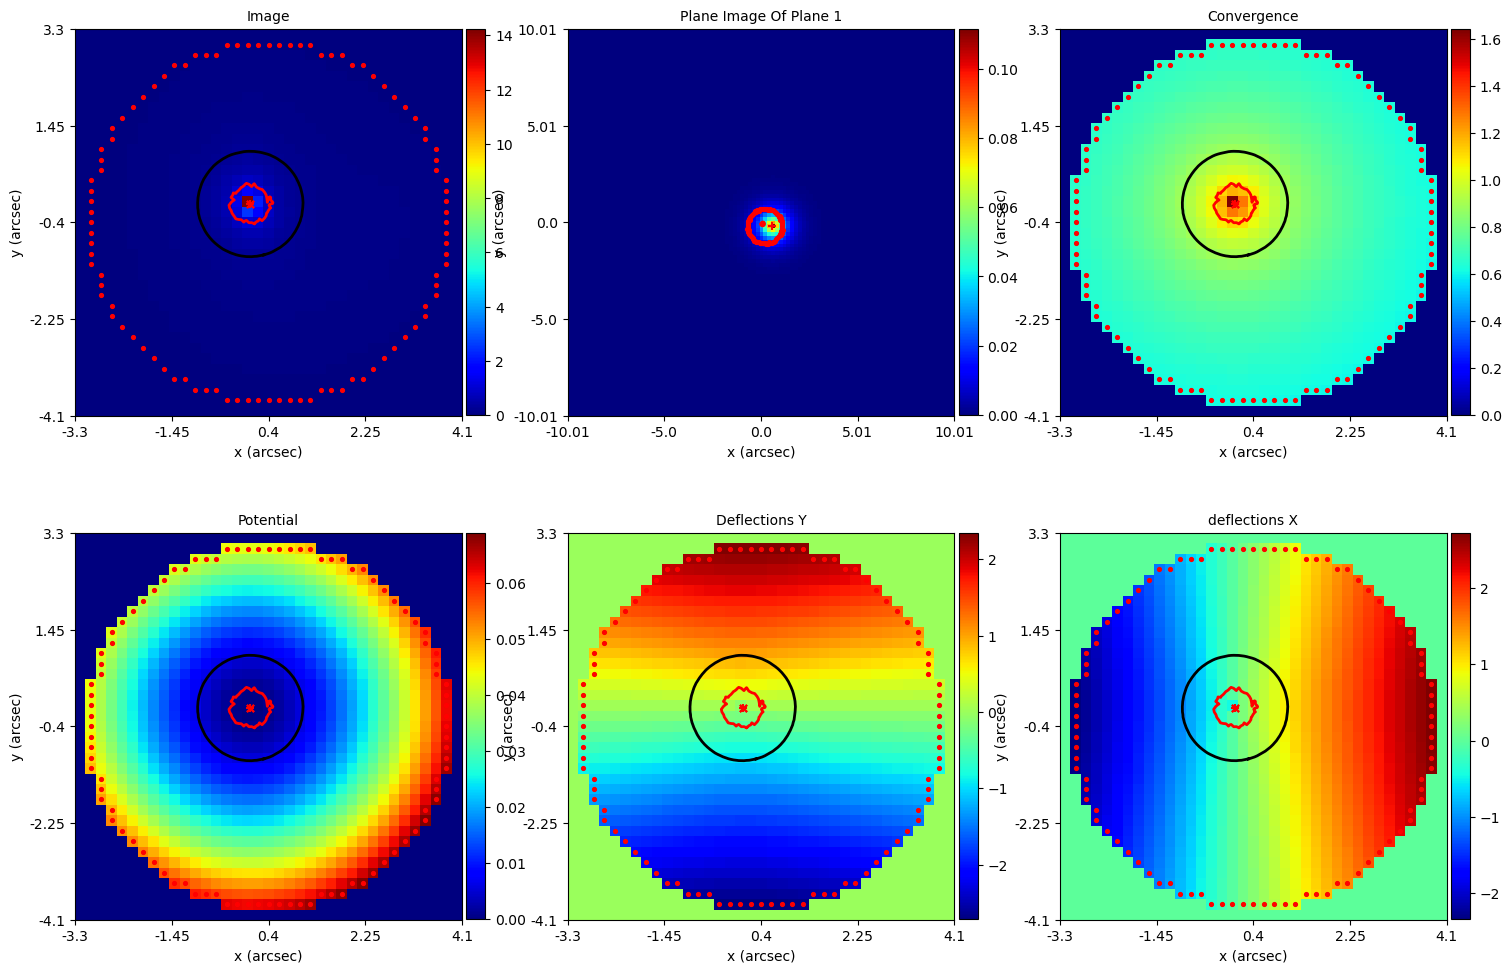 Image
3.3
1.45
-0.4
-2.25
-4.1
-3.3 -1.45 0.4 2.25 4.1
x (arcsec)
y (arcsec)
14
12
10
8
6
4
2
0
Plane Image Of Plane 1
10.01
5.01
0.0
-5.0
-10.01
-10.01 -5.0 0.0 5.01 10.01
x (arcsec)
y (arcsec)
0.10
0.08
0.06
0.04
0.02
0.00
Convergence
3.3
1.45
-0.4
-2.25
-4.1
-3.3 -1.45 0.4 2.25 4.1
x (arcsec)
y (arcsec)
1.6
1.4
1.2
1.0
0.8
0.6
0.4
0.2
0.0
Potential
3.3
1.45
-0.4
-2.25
-4.1
-3.3 -1.45 0.4 2.25 4.1
x (arcsec)
y (arcsec)
0.06
0.05
0.04
0.03
0.02
0.01
0.00
Deflections Y
3.3
1.45
-0.4
-2.25
-4.1
-3.3 -1.45 0.4 2.25 4.1
x (arcsec)
y (arcsec)
2
1
0
−1
−2
deflections X
3.3
1.45
-0.4
-2.25
-4.1
-3.3 -1.45 0.4 2.25 4.1
x (arcsec)
y (arcsec)
2
1
0
−1
−2